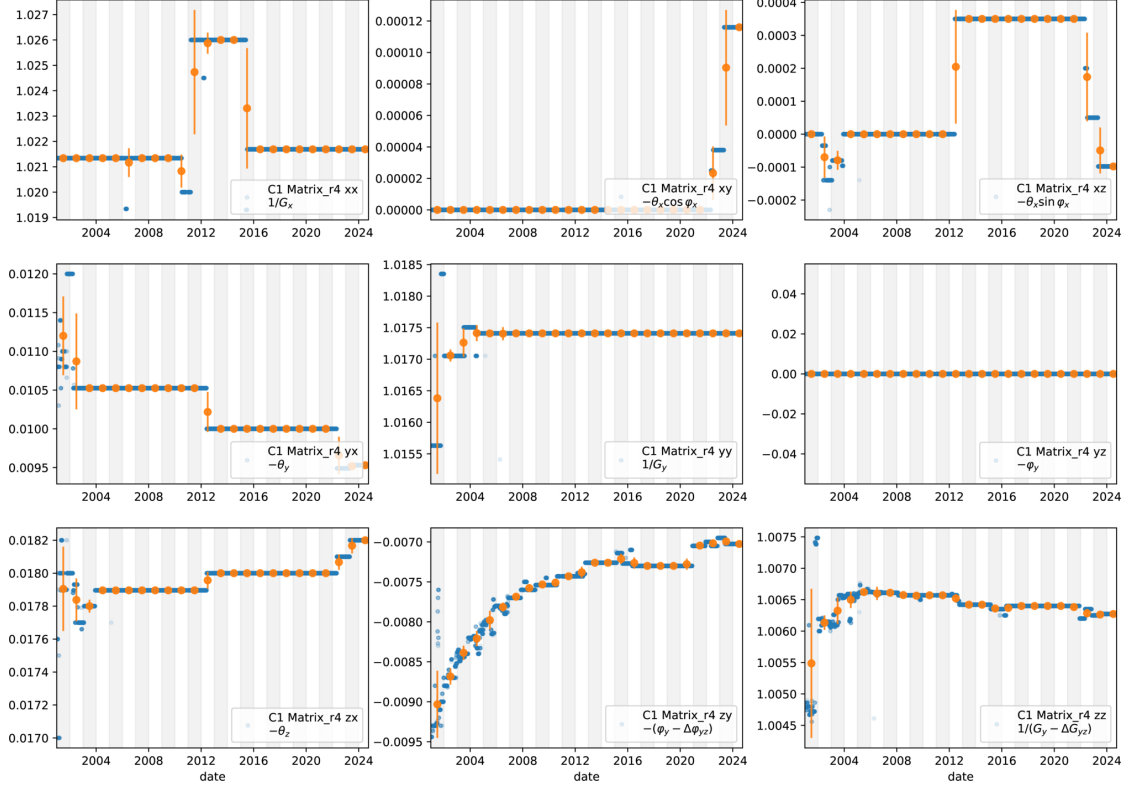 1.027
1.026
1.025
1.024
1.023
1.022
1.021
1.020
1.019
2004 2008 2012 2016 2020 2024
C1 Matrix_r4 xx
1/G_x
0.00012
0.00010
0.00008
0.00006
0.00004
0.00002
0.00000
2004 2008 2012 2016 2020 2024
C1 Matrix_r4 xy
−θ_x cos φ_x
0.0004
0.0003
0.0002
0.0001
0.0000
−0.0001
−0.0002
2004 2008 2012 2016 2020 2024
C1 Matrix_r4 xz
−θ_x sin φ_x
0.0120
0.0115
0.0110
0.0105
0.0100
0.0095
2004 2008 2012 2016 2020 2024
C1 Matrix_r4 yx
−θ_y
1.0185
1.0180
1.0175
1.0170
1.0165
1.0160
1.0155
2004 2008 2012 2016 2020 2024
C1 Matrix_r4 yy
1/G_y
0.04
0.02
0.00
−0.02
−0.04
2004 2008 2012 2016 2020 2024
C1 Matrix_r4 yz
−φ_y
0.0182
0.0180
0.0178
0.0176
0.0174
0.0172
0.0170
2004 2008 2012 2016 2020 2024
date
C1 Matrix_r4 zx
−θ_z
−0.0070
−0.0075
−0.0080
−0.0085
−0.0090
−0.0095
2004 2008 2012 2016 2020 2024
date
C1 Matrix_r4 zy
−(φ_y − Δφ_yz)
1.0075
1.0070
1.0065
1.0060
1.0055
1.0050
1.0045
2004 2008 2012 2016 2020 2024
date
C1 Matrix_r4 zz
1/(G_y − ΔG_yz)